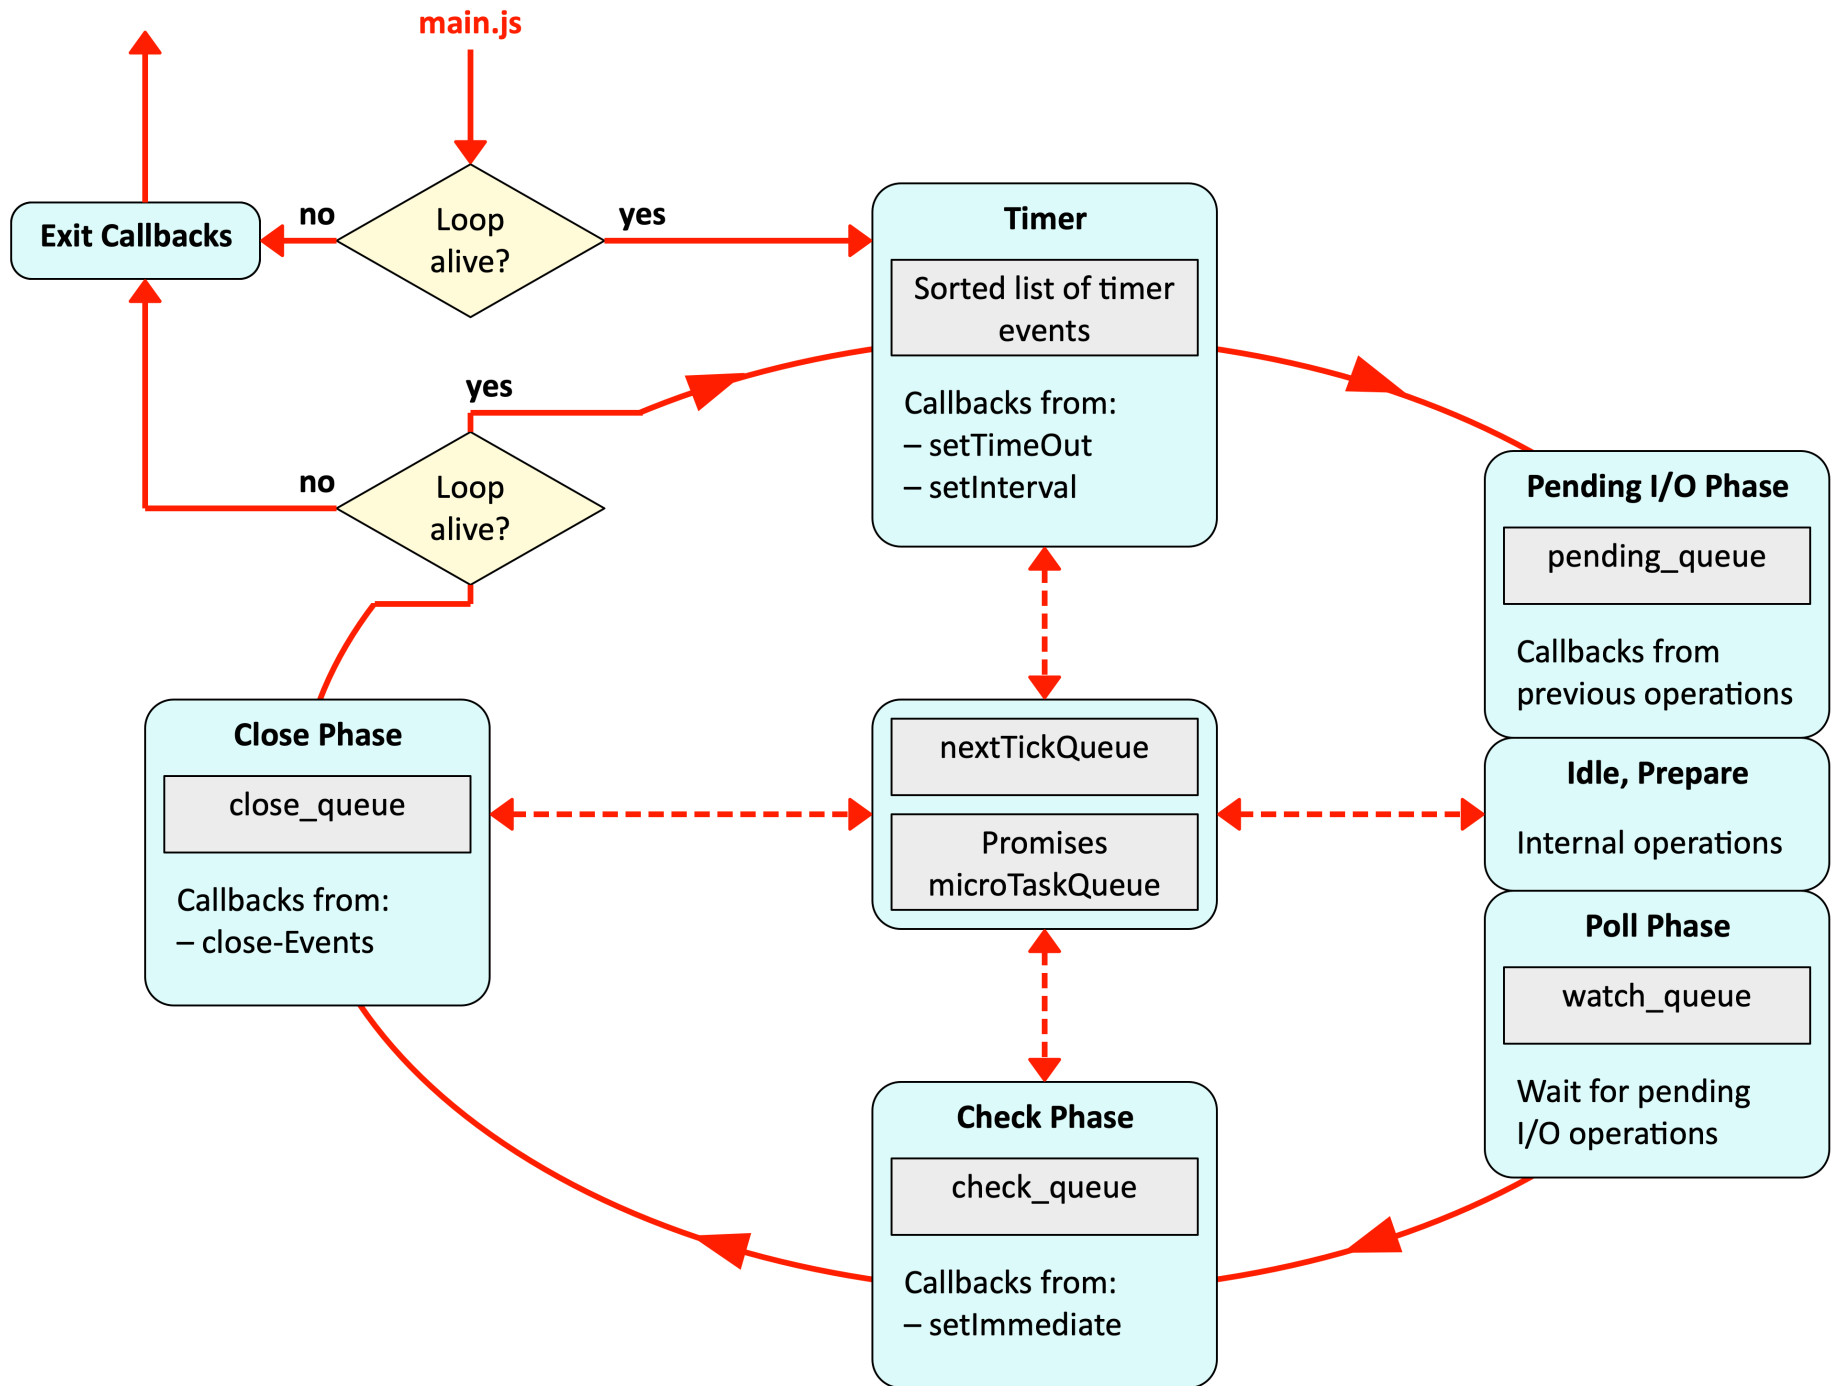 main.js
Exit Callbacks
no
Loop
alive?
yes
Timer
Sorted list of timer
events
Callbacks from:
– setTimeOut
– setInterval
yes
no
Loop
alive?
Pending I/O Phase
pending_queue
Callbacks from
previous operations
Close Phase
close_queue
Callbacks from:
– close-Events
nextTickQueue
Promises
microTaskQueue
Idle, Prepare
Internal operations
Poll Phase
watch_queue
Wait for pending
I/O operations
Check Phase
check_queue
Callbacks from:
– setImmediate